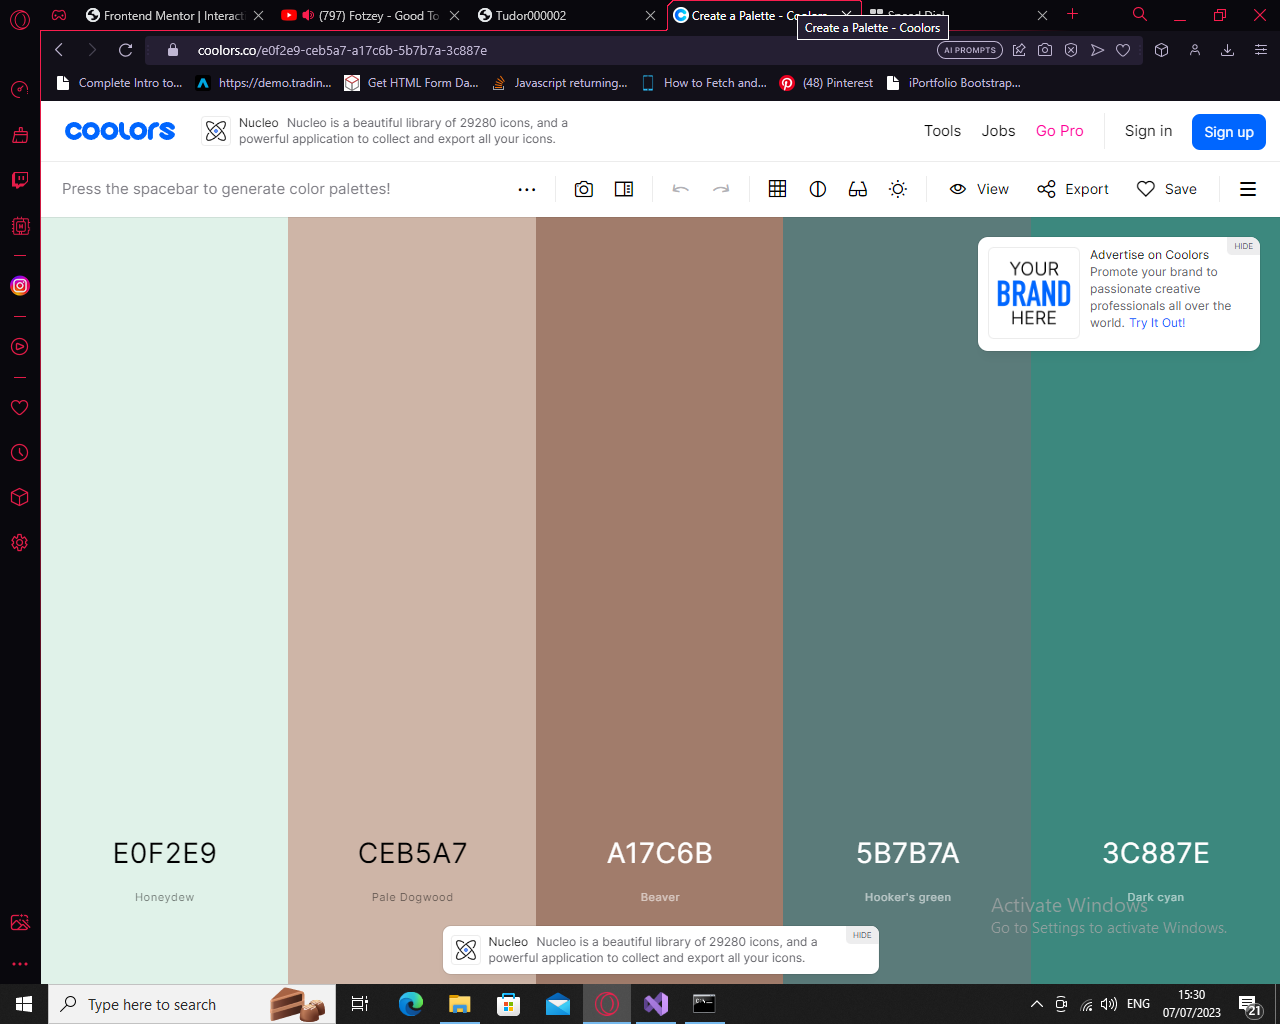 Frontend Mentor | Interact
(797) Fotzey - Good To
Tudor000002
Create a Palette - Coolors
Create a Palette - Coolors
coolors.co/e0f2e9-ceb5a7-a17c6b-5b7b7a-3c887e
AI PROMPTS
Complete Intro to...
https://demo.tradin...
Get HTML Form Da...
Javascript returning...
How to Fetch and...
(48) Pinterest
iPortfolio Bootstrap...
coolors
Nucleo Nucleo is a beautiful library of 29280 icons, and a
powerful application to collect and export all your icons.
Tools
Jobs
Go Pro
Sign in
Sign up
Press the spacebar to generate color palettes!
View
Export
Save
HIDE
YOUR
BRAND
HERE
Advertise on Coolors
Promote your brand to
passionate creative
professionals all over the
world. Try It Out!
E0F2E9
Honeydew
CEB5A7
Pale Dogwood
A17C6B
Beaver
5B7B7A
Hooker's green
3C887E
Dark cyan
Activate Windows
Go to Settings to activate Windows.
Nucleo Nucleo is a beautiful library of 29280 icons, and a
powerful application to collect and export all your icons.
HIDE
Type here to search
ENG
15:30
07/07/2023
21